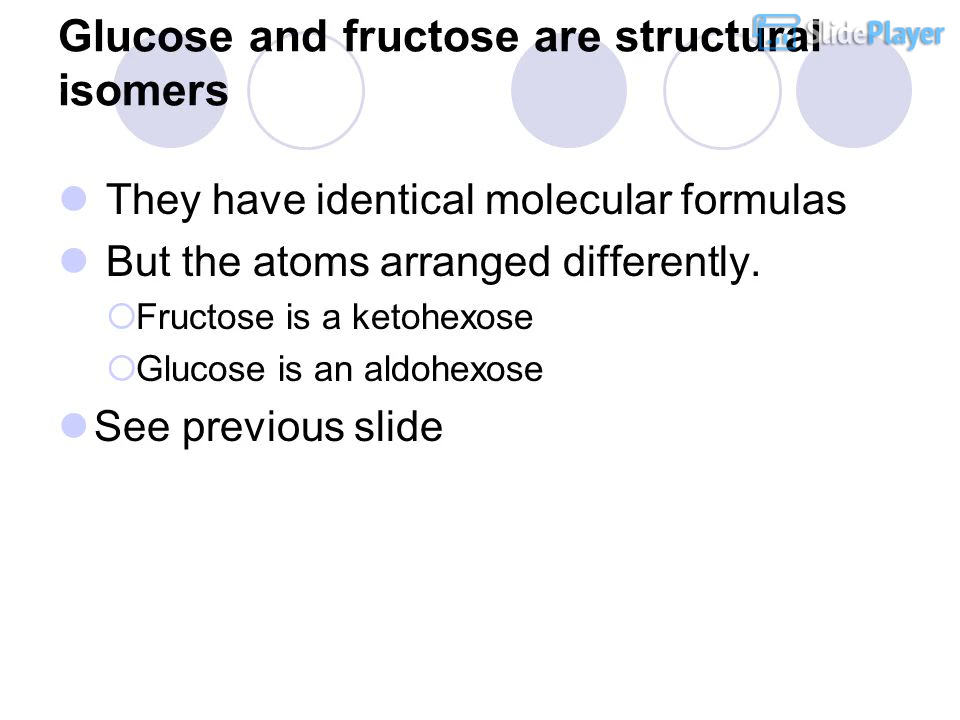 Glucose and fructose are structural
isomers
SlidePlayer
They have identical molecular formulas
But the atoms arranged differently.
Fructose is a ketohexose
Glucose is an aldohexose
See previous slide